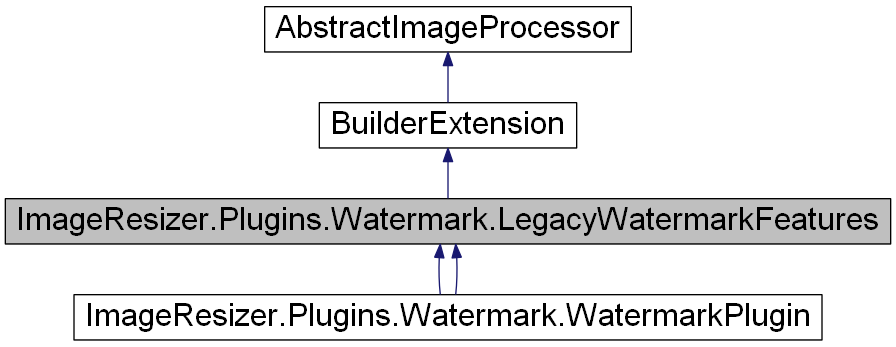 AbstractImageProcessor
BuilderExtension
ImageResizer.Plugins.Watermark.LegacyWatermarkFeatures
ImageResizer.Plugins.Watermark.WatermarkPlugin